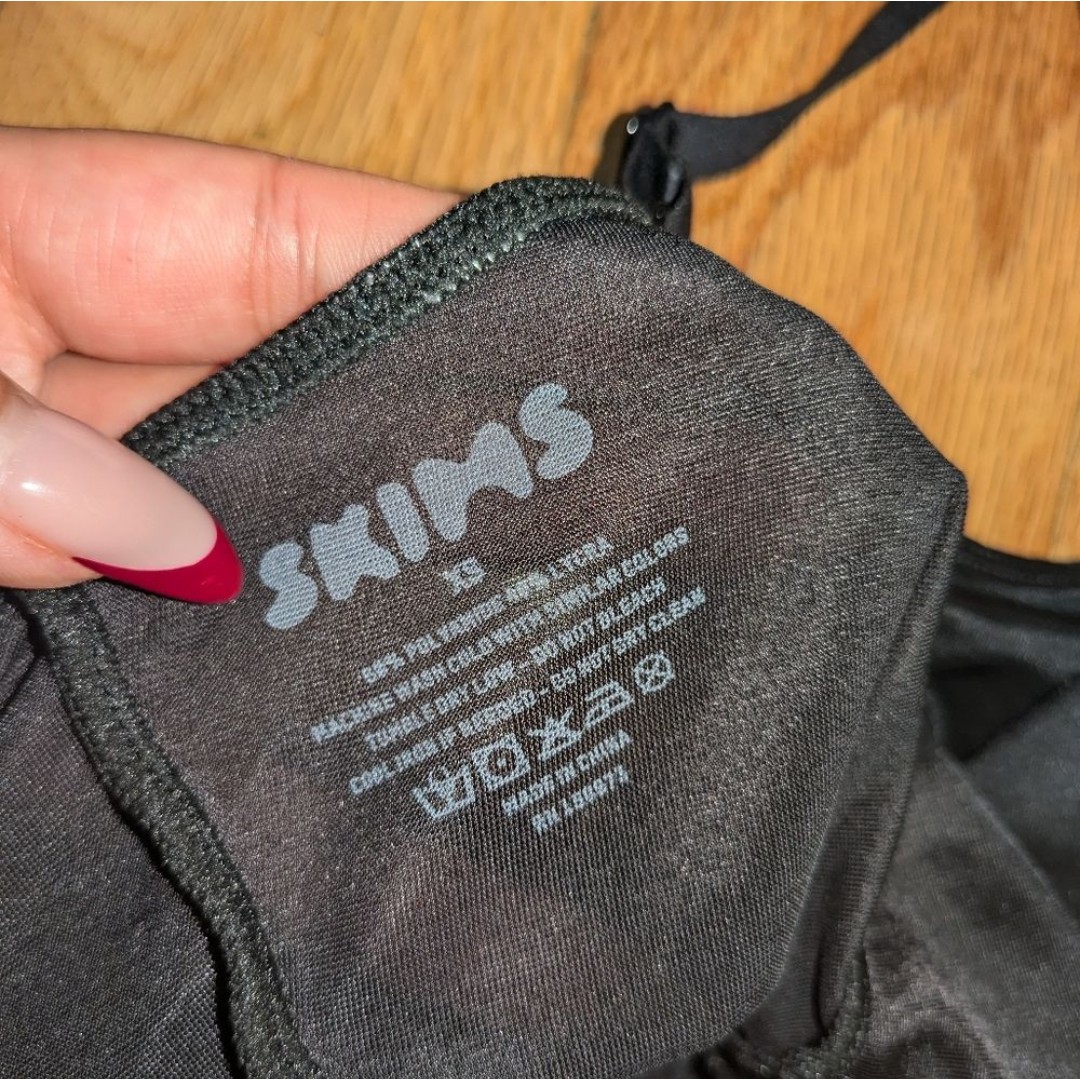 SKIMS
XS
MACHINE WASH COLD WITH SIMILAR COLORS
TUMBLE DRY LOW - DO NOT BLEACH
COOL IRON IF NEEDED - DO NOT DRY CLEAN
MADE IN CHINA